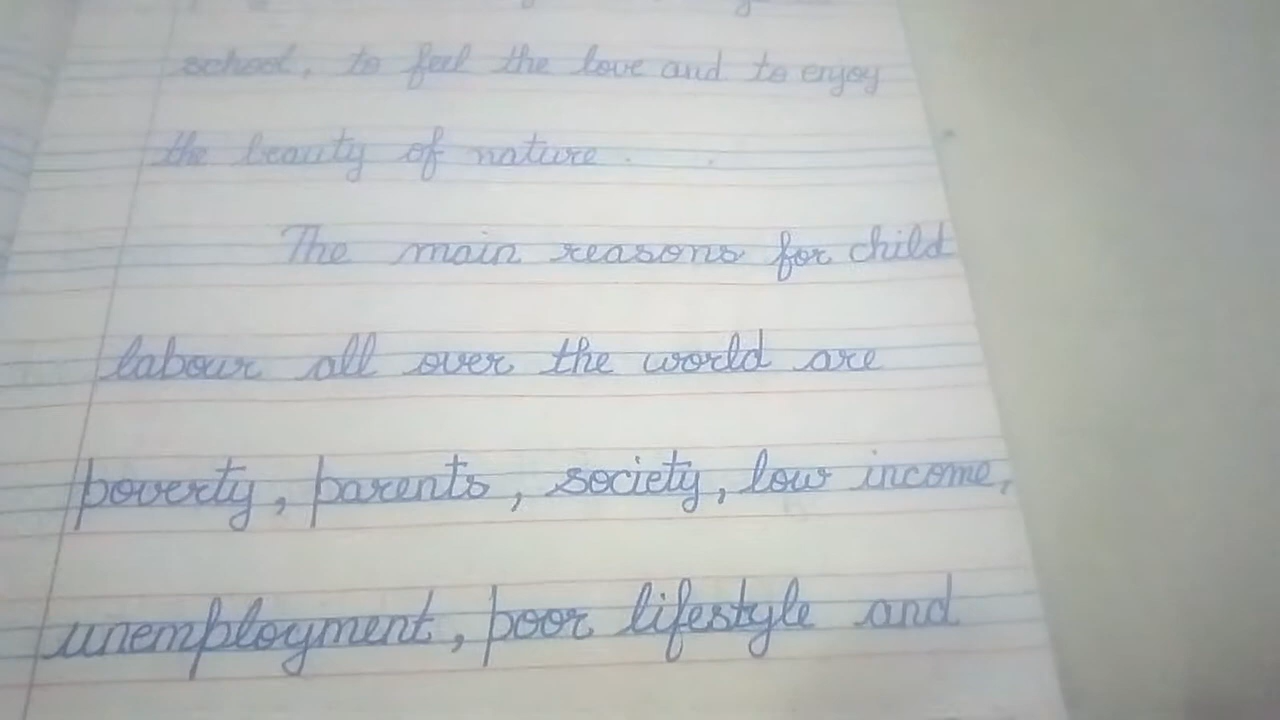 school, to feel the love and to enjoy
the beauty of nature.
The main reasons for child
labour all over the world are
poverty, parents, society, low income,
unemployment, poor lifestyle and